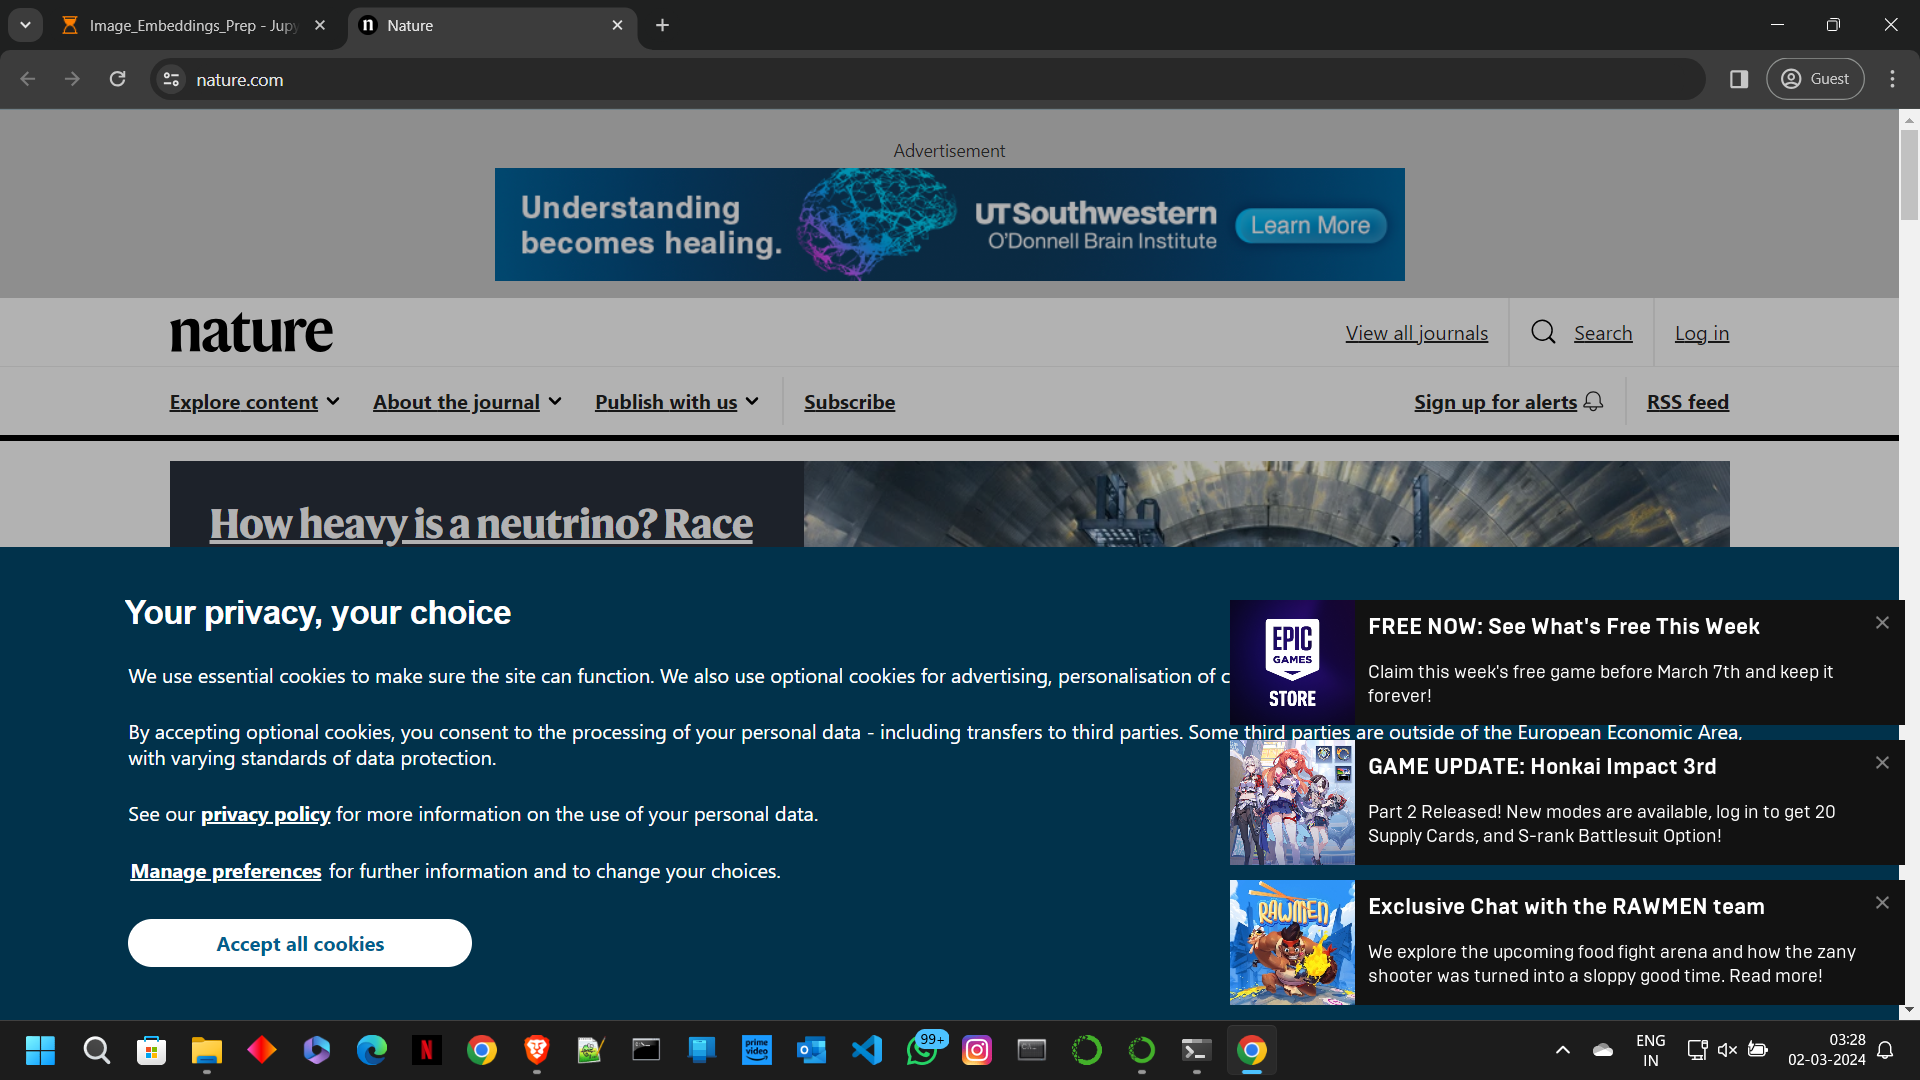 Image_Embeddings_Prep - Jupy
Nature
nature.com
Guest
Advertisement
Understanding
becomes healing.
UTSouthwestern
O'Donnell Brain Institute
Learn More
nature
View all journals
Search
Log in
Explore content
About the journal
Publish with us
Subscribe
Sign up for alerts
RSS feed
How heavy is a neutrino? Race
Your privacy, your choice
We use essential cookies to make sure the site can function. We also use optional cookies for advertising, personalisation of c
By accepting optional cookies, you consent to the processing of your personal data - including transfers to third parties. Some third parties are outside of the European Economic Area,
with varying standards of data protection.
See our privacy policy for more information on the use of your personal data.
Manage preferences for further information and to change your choices.
Accept all cookies
EPIC
GAMES
STORE
FREE NOW: See What's Free This Week
Claim this week's free game before March 7th and keep it
forever!
GAME UPDATE: Honkai Impact 3rd
Part 2 Released! New modes are available, log in to get 20
Supply Cards, and S-rank Battlesuit Option!
RAWMEN
Exclusive Chat with the RAWMEN team
We explore the upcoming food fight arena and how the zany
shooter was turned into a sloppy good time. Read more!
N
prime
video
99+
ENG
IN
03:28
02-03-2024